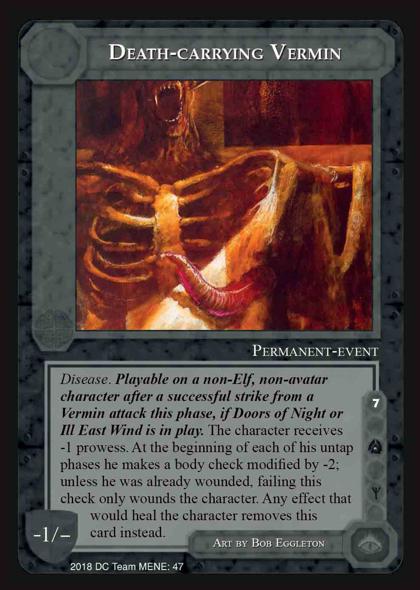 Death-carrying Vermin
Permanent-event
Disease. Playable on a non-Elf, non-avatar
character after a successful strike from a
Vermin attack this phase, if Doors of Night or
Ill East Wind is in play. The character receives
-1 prowess. At the beginning of each of his untap
phases he makes a body check modified by -2;
unless he was already wounded, failing this
check only wounds the character. Any effect that
would heal the character removes this
card instead.
7
-1/–
Art by Bob Eggleton
2018 DC Team MENE: 47